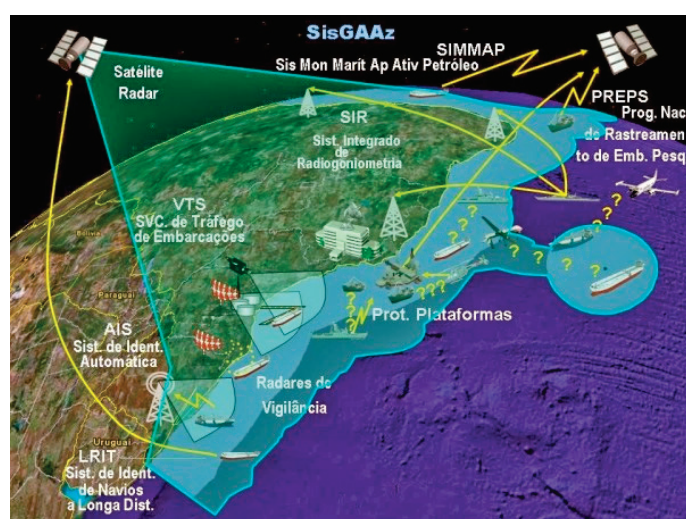 SisGAAz
SIMMAP
Sis Mon Marit Ap Ativ Petróleo
Satélite
Radar
PREPS
Prog. Nac
do Rastreamen
to de Emb. Pesq
SIR
Sist. Integrado
de
Radiogoniometria
VTS
SVC. de Tráfego
de Embarcações
Bolívia
Paraguai
AIS
Sist. de Ident.
Automática
? ? ? ? ? ? ? ? ?
Prot. Plataformas
Radares de
Vigilância
Uruguai
LRIT
Sist. de Ident.
de Navios
a Longa Dist.